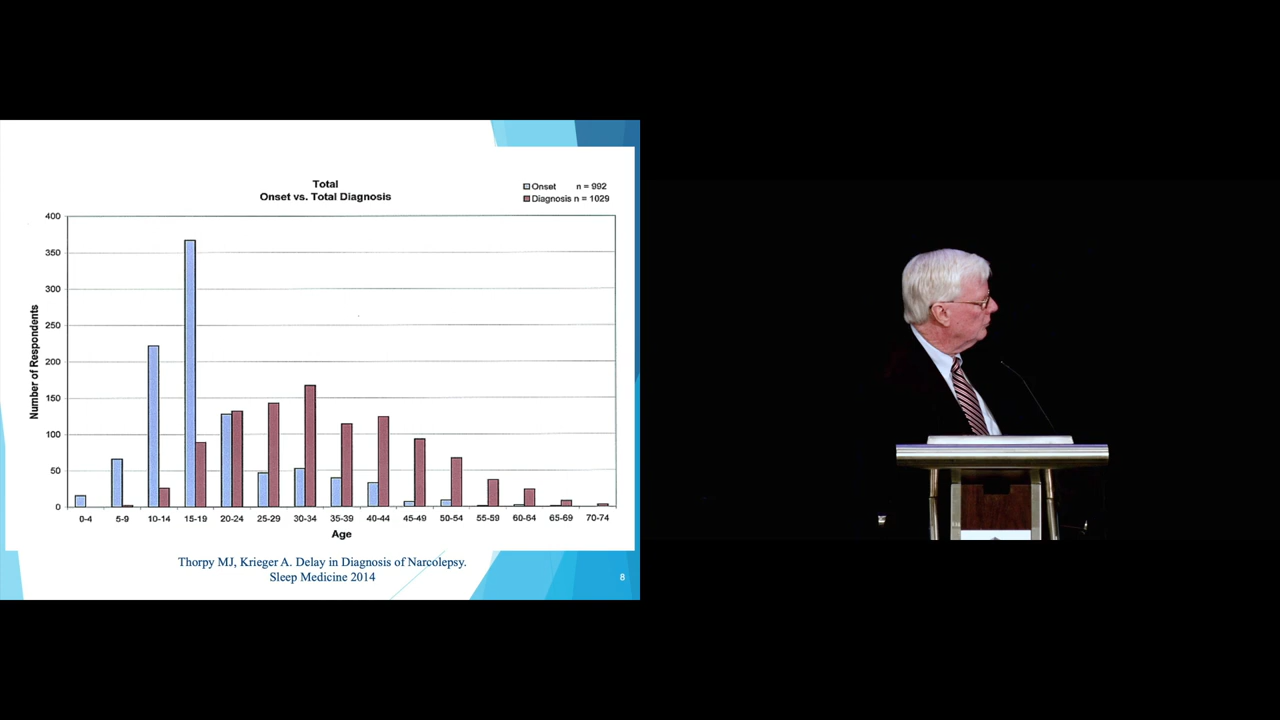 Total
Onset vs. Total Diagnosis
Onset n = 992
Diagnosis n = 1029
400
350
300
250
200
150
100
50
0
Number of Respondents
0-4 5-9 10-14 15-19 20-24 25-29 30-34 35-39 40-44 45-49 50-54 55-59 60-64 65-69 70-74
Age
Thorpy MJ, Krieger A. Delay in Diagnosis of Narcolepsy.
Sleep Medicine 2014
8